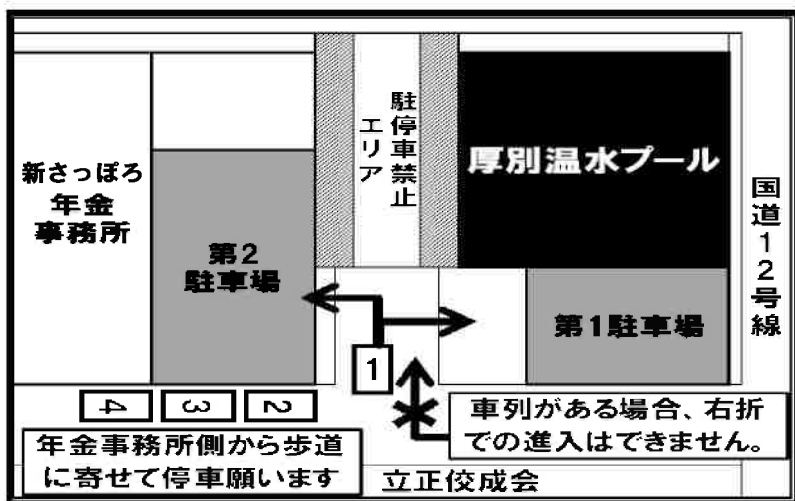 新さっぽろ
年金
事務所
第2
駐車場
駐停車禁止
エリア
厚別温水プール
第1駐車場
国道12号線
1
2
3
4
車列がある場合、右折
での進入はできません。
年金事務所側から歩道
に寄せて停車願います
立正佼成会